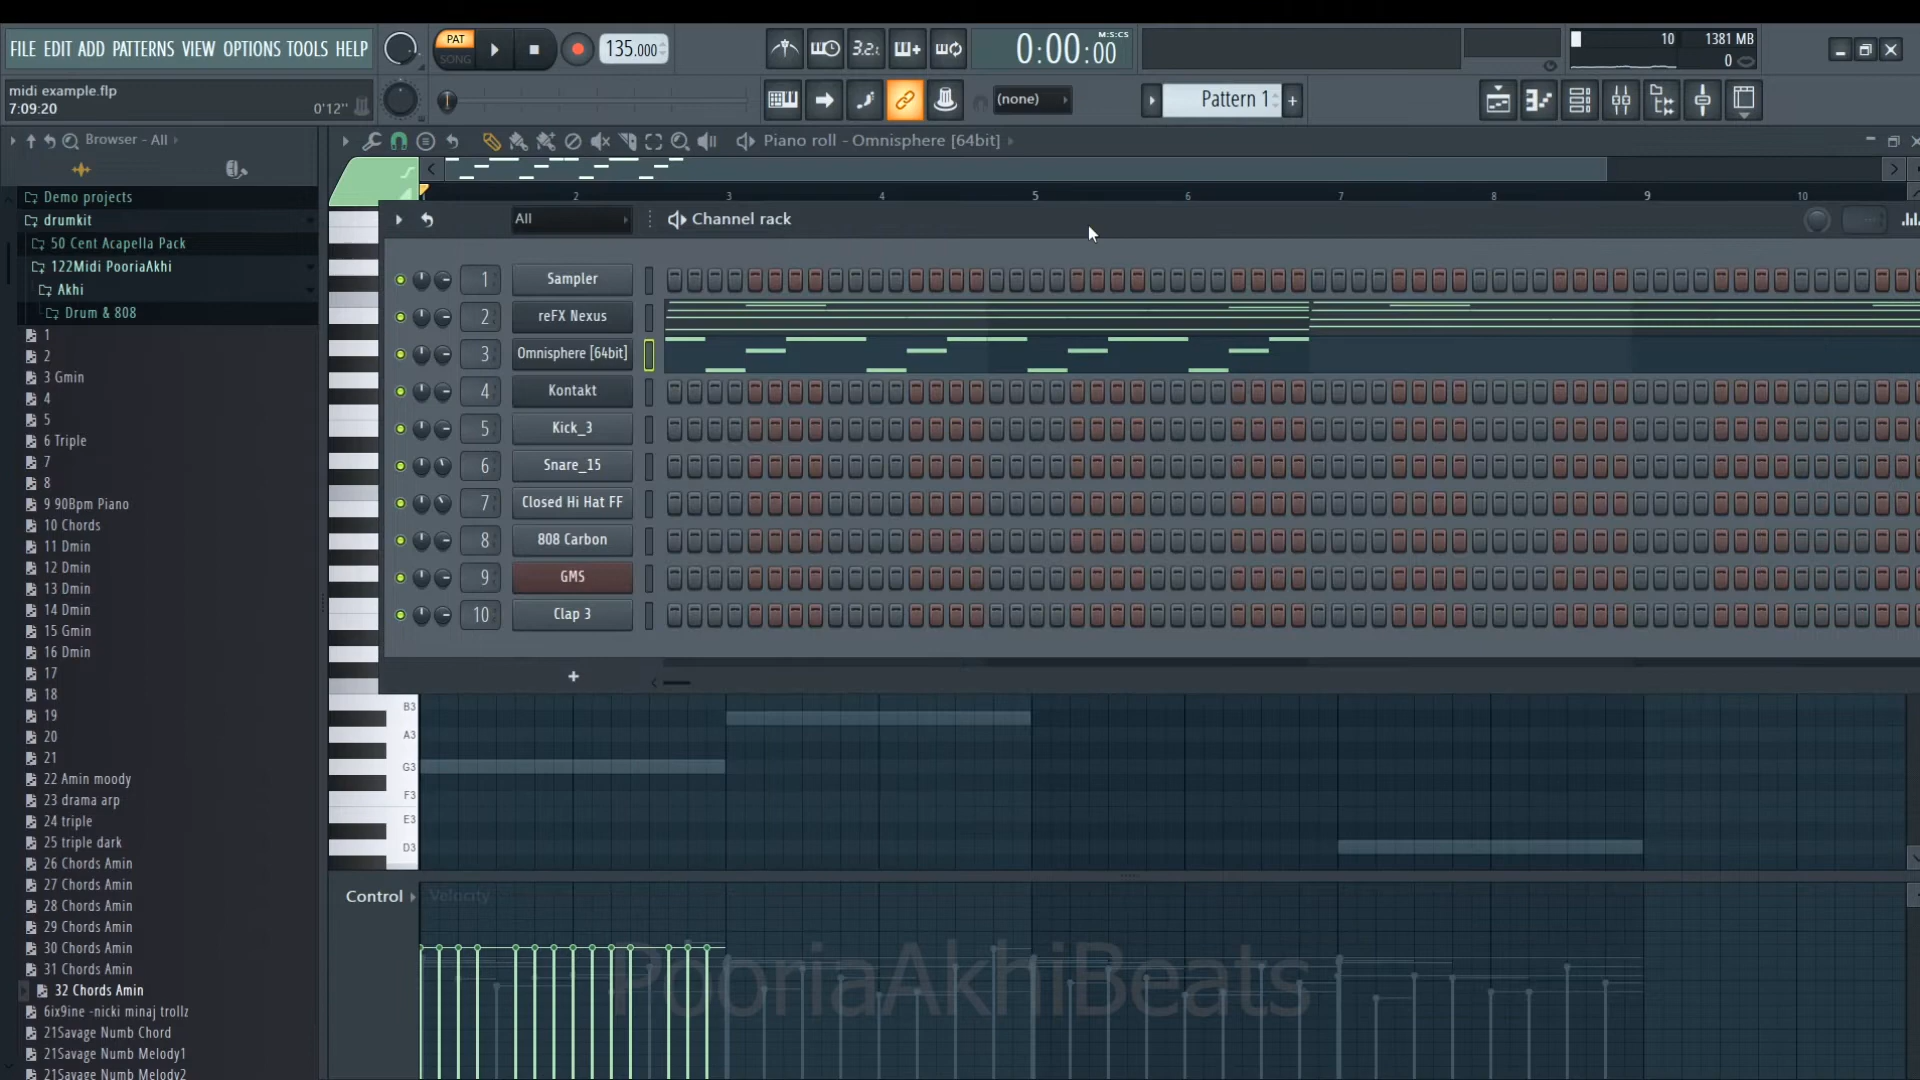 FILE EDIT ADD PATTERNS VIEW OPTIONS TOOLS HELP
PAT
SONG
135.000
3.2.
0:00:00
M:S:CS
10
1381 MB
0
midi example.flp
7:09:20
0'12"
(none)
Pattern 1
+
Browser - All
Piano roll - Omnisphere [64bit]
2 3 4 5 6 7 8 9 10
All
Channel rack
Demo projects
drumkit
50 Cent Acapella Pack
122Midi PooriaAkhi
Akhi
Drum & 808
1
2
3 Gmin
4
5
6 Triple
7
8
9 90Bpm Piano
10 Chords
11 Dmin
12 Dmin
13 Dmin
14 Dmin
15 Gmin
16 Dmin
17
18
19
20
21
22 Amin moody
23 drama arp
24 triple
25 triple dark
26 Chords Amin
27 Chords Amin
28 Chords Amin
29 Chords Amin
30 Chords Amin
31 Chords Amin
32 Chords Amin
6ix9ine -nicki minaj trollz
21Savage Numb Chord
21Savage Numb Melody1
21Savage Numb Melody2
1 Sampler
2 reFX Nexus
3 Omnisphere [64bit]
4 Kontakt
5 Kick_3
6 Snare_15
7 Closed Hi Hat FF
8 808 Carbon
9 GMS
10 Clap 3
+
B3
A3
G3
F3
E3
D3
Control
Velocity
PooriaAkhiBeats